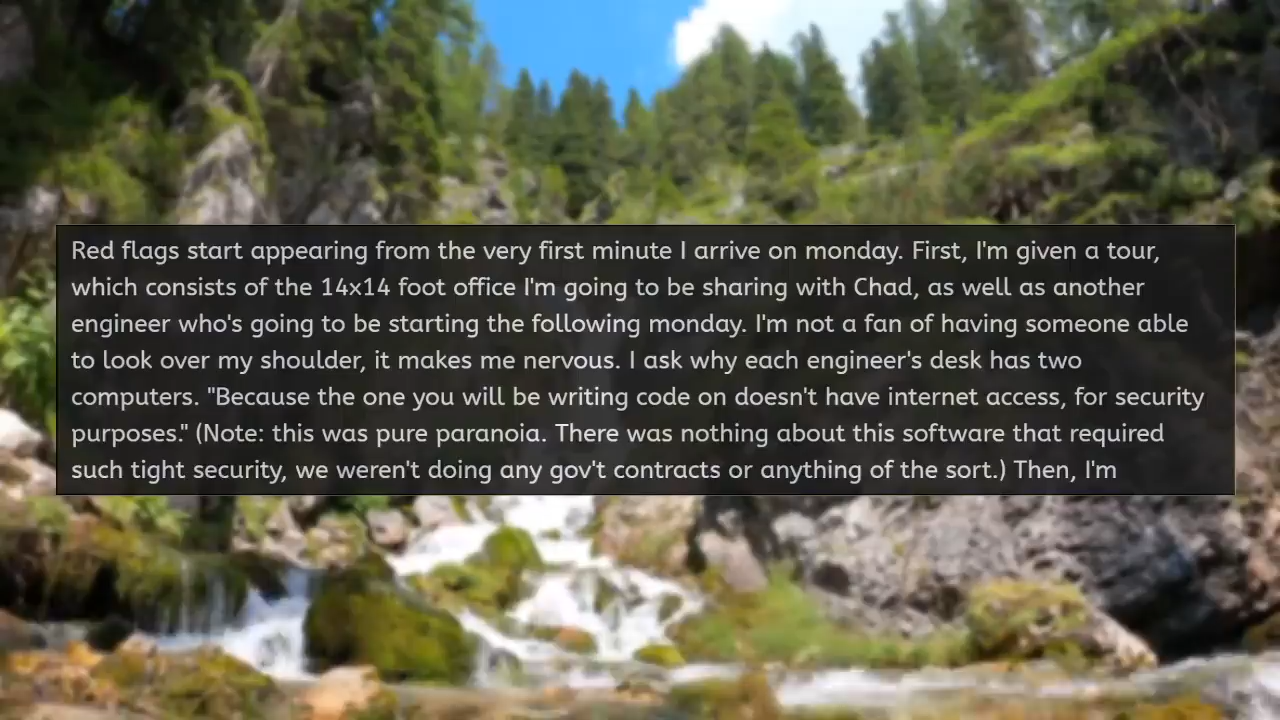 Red flags start appearing from the very first minute I arrive on monday. First, I'm given a tour,
which consists of the 14x14 foot office I'm going to be sharing with Chad, as well as another
engineer who's going to be starting the following monday. I'm not a fan of having someone able
to look over my shoulder, it makes me nervous. I ask why each engineer's desk has two
computers. "Because the one you will be writing code on doesn't have internet access, for security
purposes." (Note: this was pure paranoia. There was nothing about this software that required
such tight security, we weren't doing any gov't contracts or anything of the sort.) Then, I'm